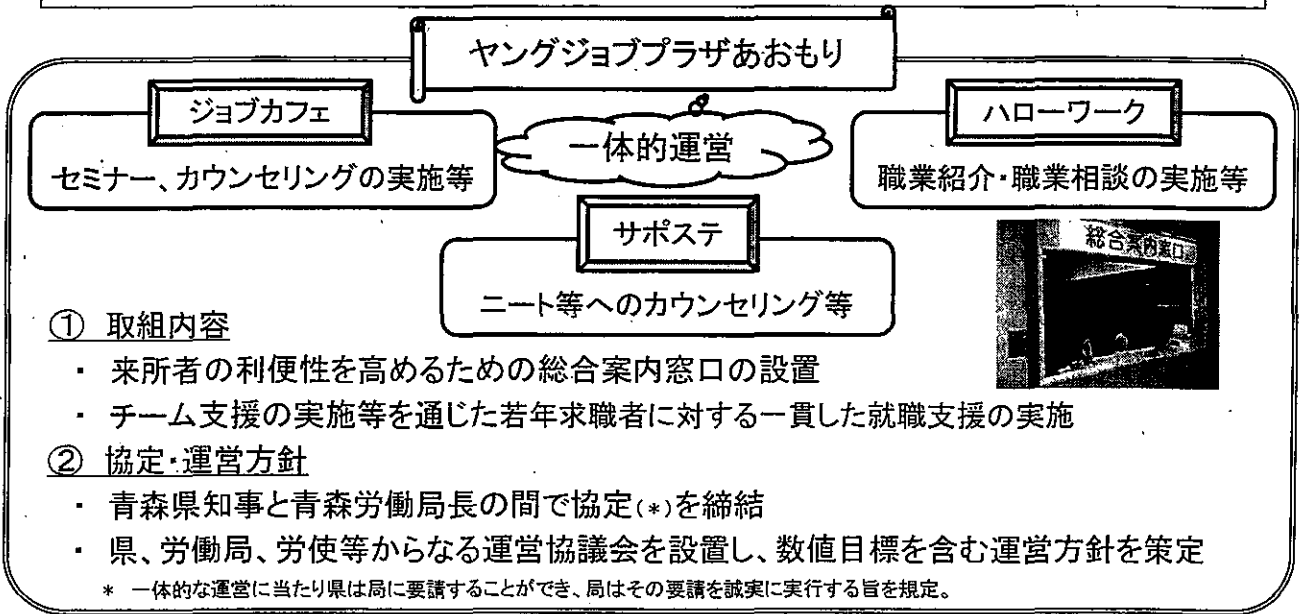 ヤングジョブプラザあおもり
ジョブカフェ
セミナー、カウンセリングの実施等
一体的運営
ハローワーク
職業紹介・職業相談の実施等
サポステ
ニート等へのカウンセリング等
総合案内窓口
① 取組内容
・ 来所者の利便性を高めるための総合案内窓口の設置
・ チーム支援の実施等を通じた若年求職者に対する一貫した就職支援の実施
② 協定・運営方針
・ 青森県知事と青森労働局長の間で協定(*)を締結
・ 県、労働局、労使等からなる運営協議会を設置し、数値目標を含む運営方針を策定
* 一体的な運営に当たり県は局に要請することができ、局はその要請を誠実に実行する旨を規定。